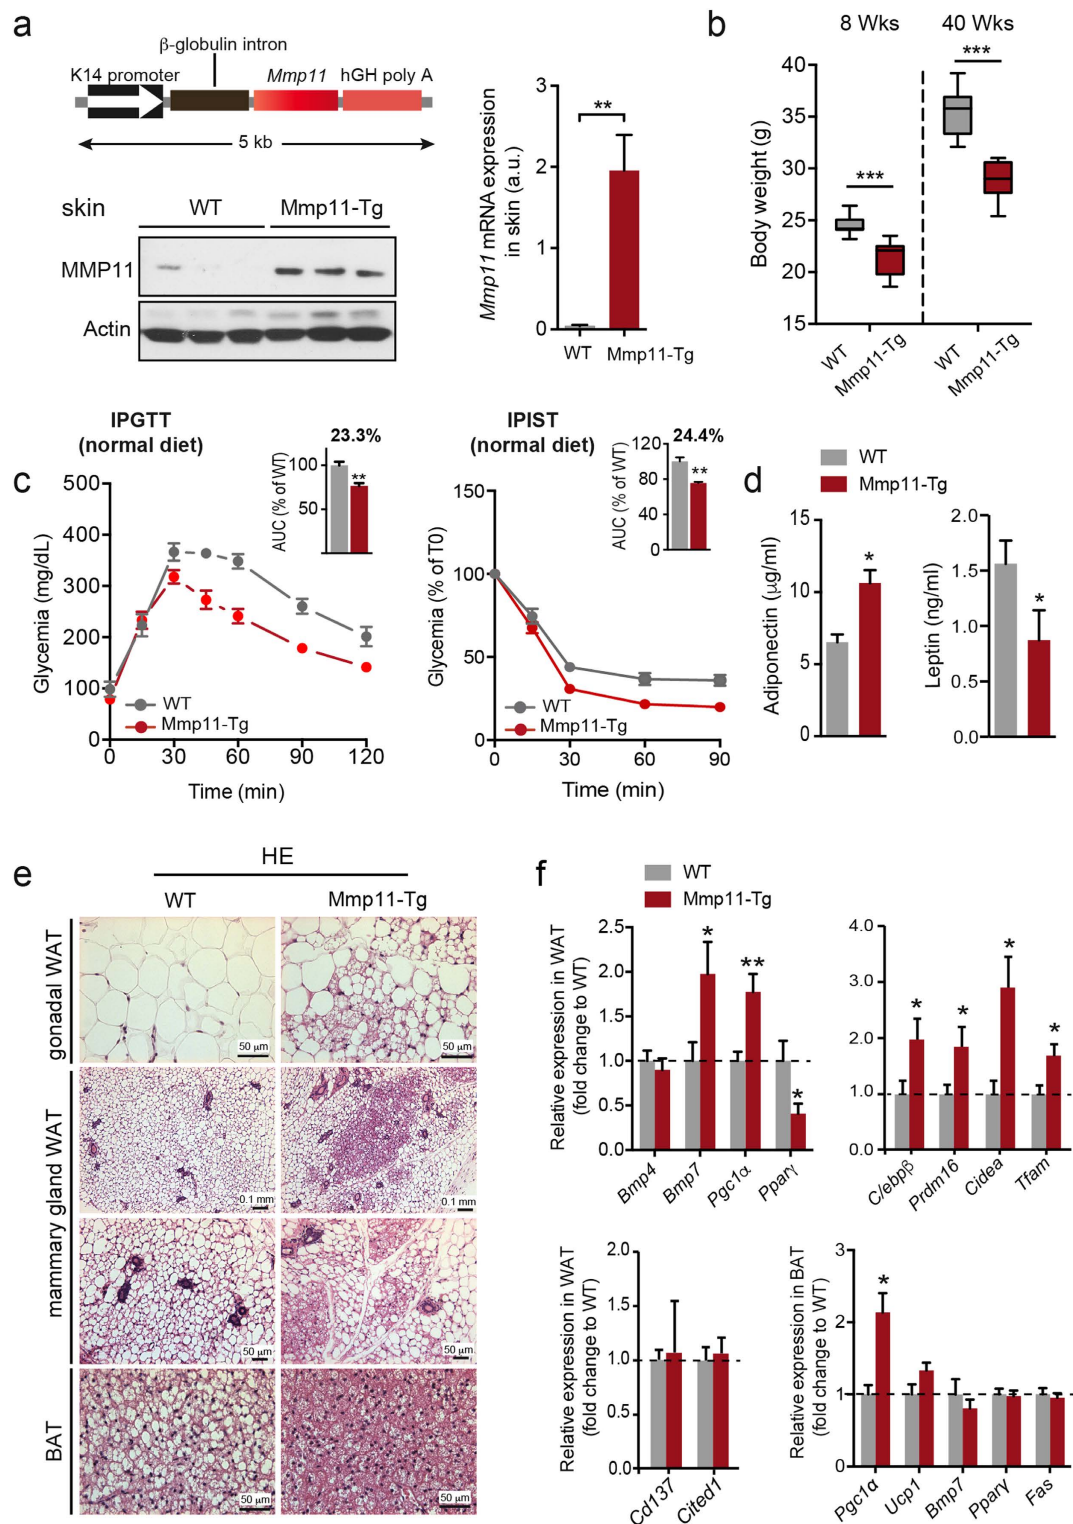 a
β-globulin intron
K14 promoter
Mmp11
hGH poly A
5 kb
skin
WT
Mmp11-Tg
MMP11
Actin
Mmp11 mRNA expression
in skin (a.u.)
3
2
1
0
**
WT
Mmp11-Tg
b
8 Wks
40 Wks
Body weight (g)
40
35
30
25
20
15
***
***
WT
Mmp11-Tg
WT
Mmp11-Tg
c
IPGTT
(normal diet)
23.3%
AUC (% of WT)
100
50
**
Glycemia (mg/dL)
500
400
300
200
100
0
WT
Mmp11-Tg
0
30
60
90
120
Time (min)
IPIST
(normal diet)
24.4%
AUC (% of WT)
120
80
40
0
**
Glycemia (% of T0)
150
100
50
0
WT
Mmp11-Tg
0
30
60
90
Time (min)
d
WT
Mmp11-Tg
Adiponectin (µg/ml)
15
10
5
0
*
Leptin (ng/ml)
2.0
1.5
1.0
0.5
0.0
*
e
HE
WT
Mmp11-Tg
gonadal WAT
50 µm
50 µm
mammary gland WAT
0.1 mm
0.1 mm
50 µm
50 µm
BAT
50 µm
50 µm
f
WT
Mmp11-Tg
Relative expression in WAT
(fold change to WT)
2.5
2.0
1.5
1.0
0.5
0.0
*
**
*
Bmp4
Bmp7
Pgc1α
Pparγ
4.0
3.0
2.0
1.0
0.0
*
*
*
*
C/ebpβ
Prdm16
Cidea
Tfam
Relative expression in WAT
(fold change to WT)
2.0
1.5
1.0
0.5
0.0
Cd137
Cited1
Relative expression in BAT
(fold change to WT)
3
2
1
0
*
Pgc1α
Ucp1
Bmp7
Pparγ
Fas